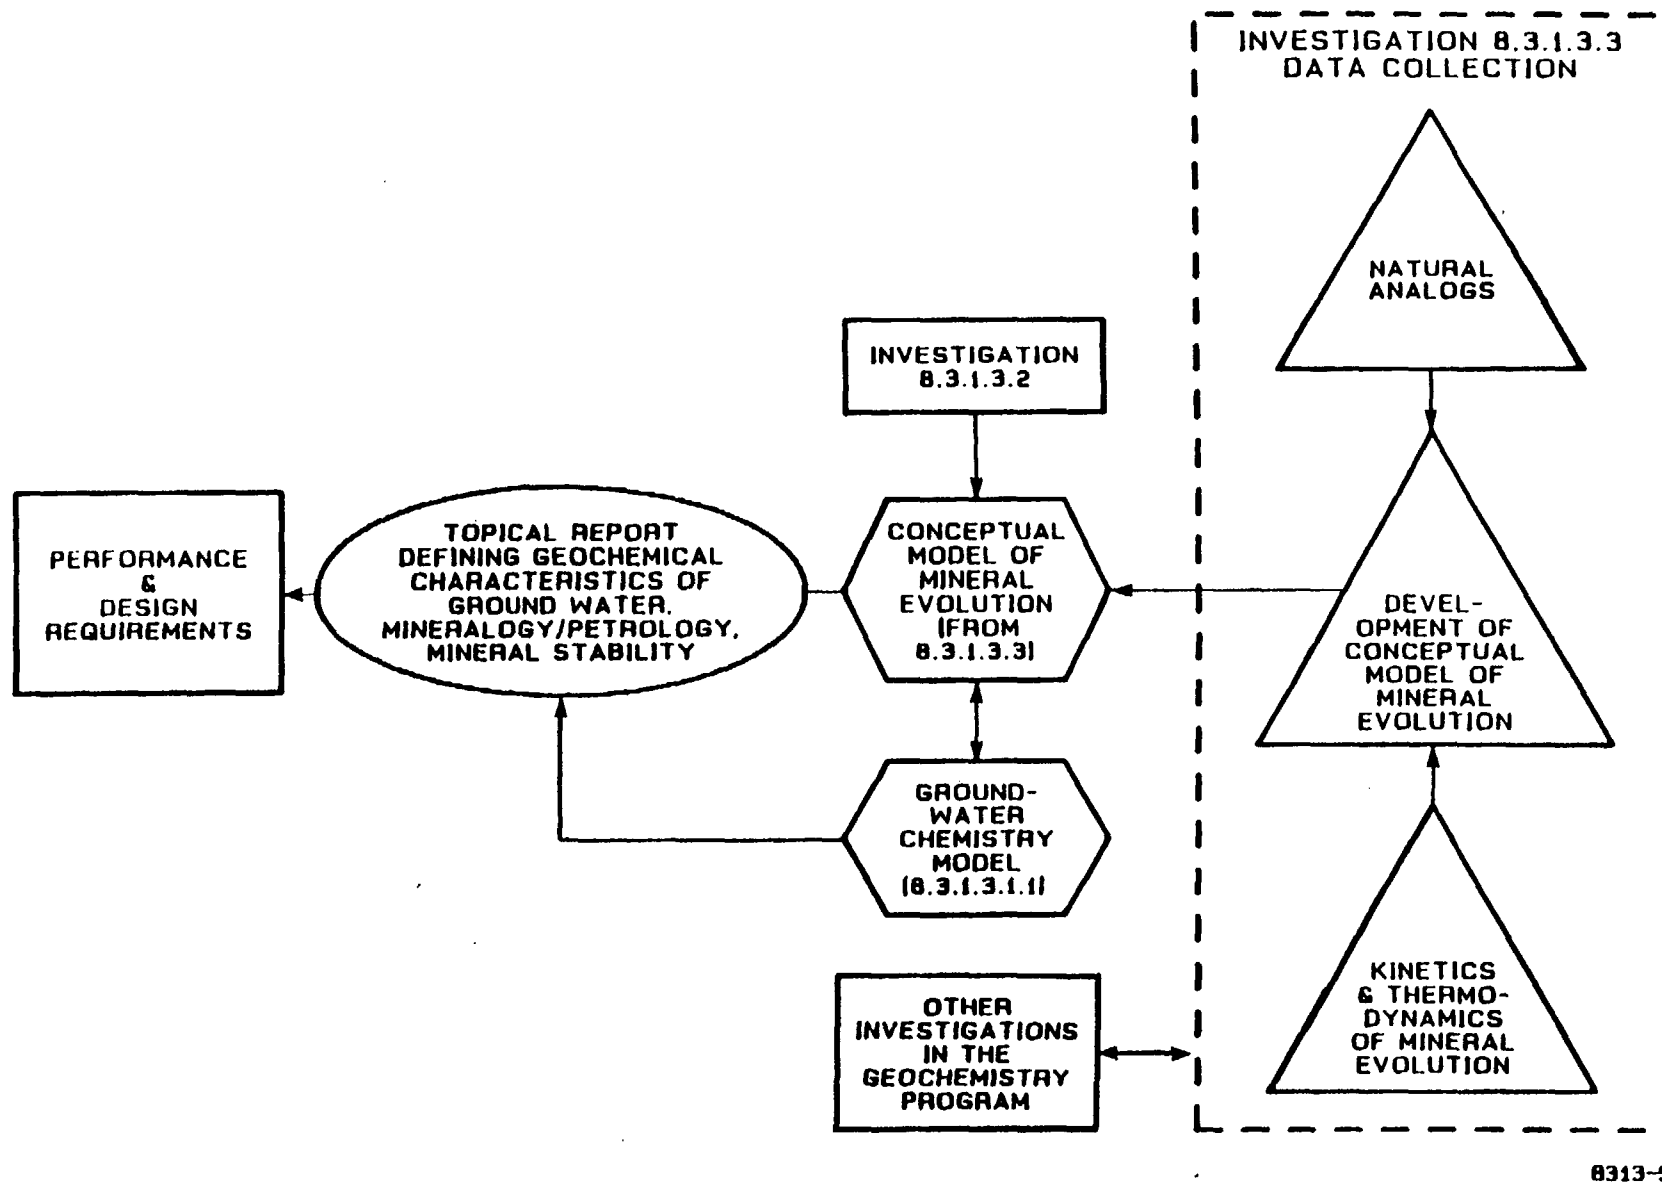 INVESTIGATION 8.3.1.3.3
DATA COLLECTION
NATURAL
ANALOGS
INVESTIGATION
8.3.1.3.2
PERFORMANCE
&
DESIGN
REQUIREMENTS
TOPICAL REPORT
DEFINING GEOCHEMICAL
CHARACTERISTICS OF
GROUND WATER,
MINERALOGY/PETROLOGY,
MINERAL STABILITY
CONCEPTUAL
MODEL OF
MINERAL
EVOLUTION
(FROM
8.3.1.3.3)
DEVEL-
OPMENT OF
CONCEPTUAL
MODEL OF
MINERAL
EVOLUTION
GROUND-
WATER
CHEMISTRY
MODEL
(8.3.1.3.1.1)
OTHER
INVESTIGATIONS
IN THE
GEOCHEMISTRY
PROGRAM
KINETICS
& THERMO-
DYNAMICS
OF MINERAL
EVOLUTION